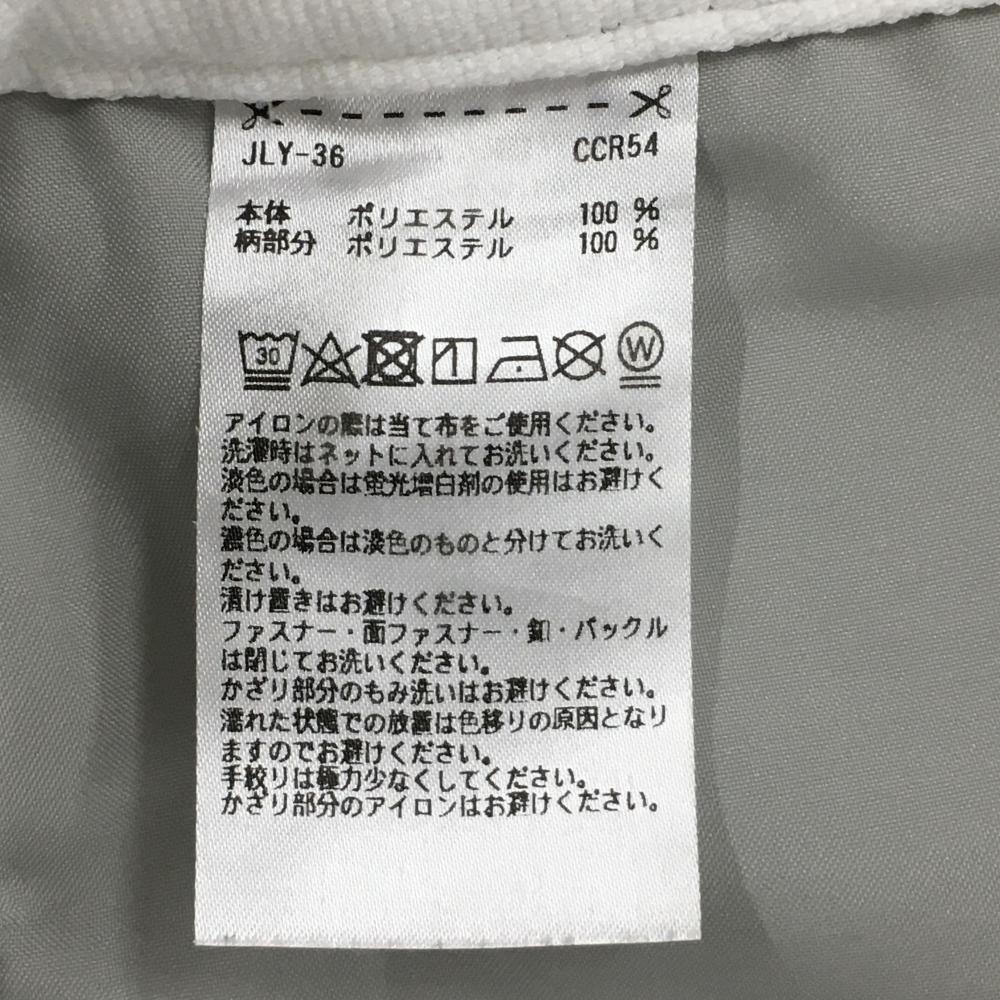 JLY-36 CCR54
本体 ポリエステル 100 %
柄部分 ポリエステル 100 %
30 W
アイロンの際は当て布をご使用ください。
洗濯時はネットに入れてお洗いください。
淡色の場合は蛍光増白剤の使用はお避けく
ださい。
濃色の場合は淡色のものと分けてお洗いく
ださい。
漬け置きはお避けください。
ファスナー・面ファスナー・釦・バックル
は閉じてお洗いください。
かざり部分のもみ洗いはお避けください。
濡れた状態での放置は色移りの原因となり
ますのでお避けください。
手絞りは極力少なくしてください。
かざり部分のアイロンはお避けください。